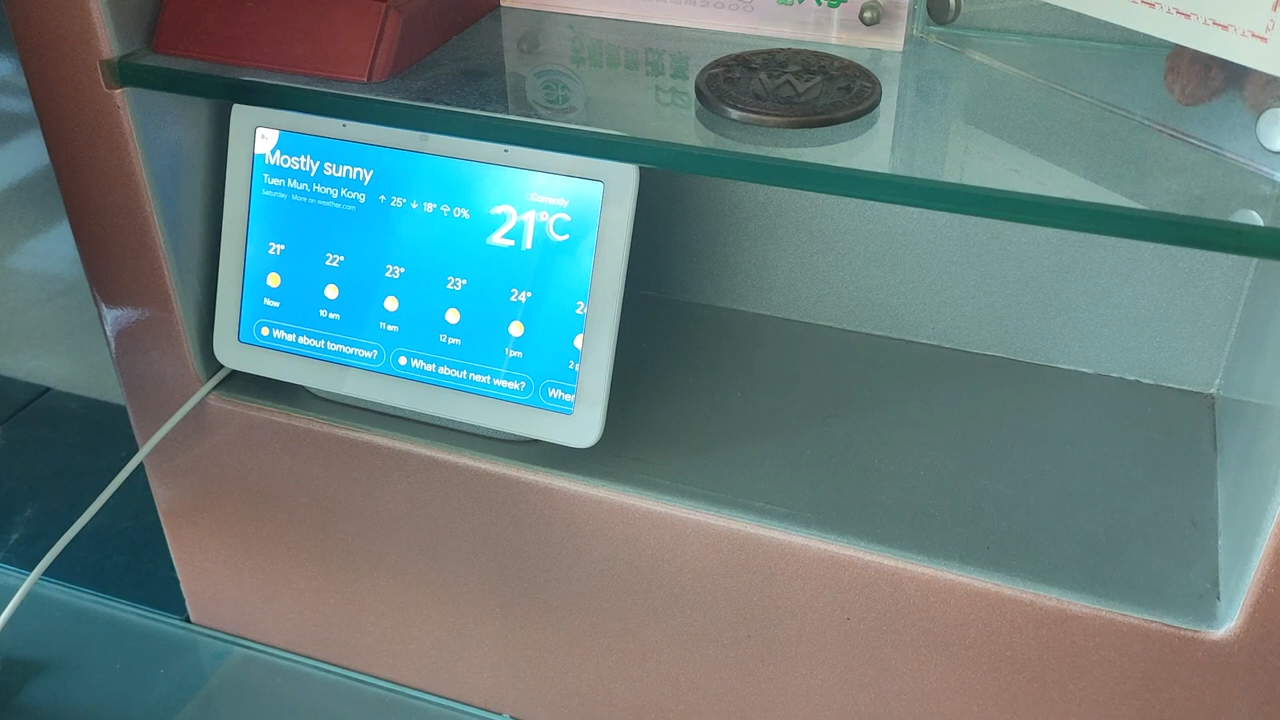 2000
Mostly sunny
Tuen Mun, Hong Kong
Saturday · More on weather.com
↑ 25° ↓ 18° 0%
Currently
21°C
21° 22° 23° 23° 24°
Now 10 am 11 am 12 pm 1 pm
What about tomorrow? What about next week?
W